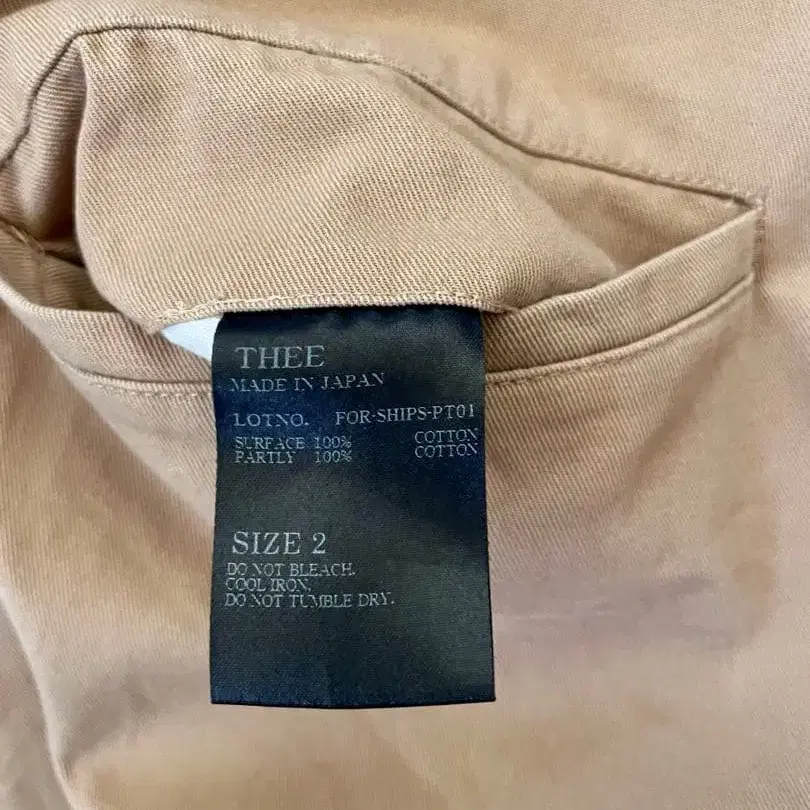 THEE
MADE IN JAPAN
LOTNO. FOR-SHIPS-PT01
SURFACE 100% COTTON
PARTLY 100% COTTON
SIZE 2
DO NOT BLEACH.
COOL IRON.
DO NOT TUMBLE DRY.